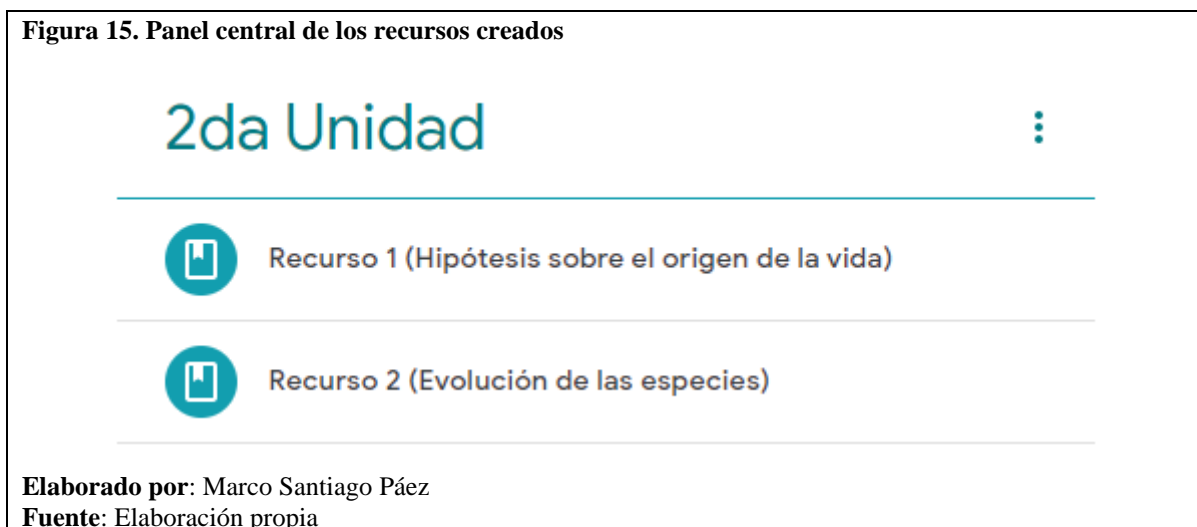 Figura 15. Panel central de los recursos creados
2da Unidad
Recurso 1 (Hipótesis sobre el origen de la vida)
Recurso 2 (Evolución de las especies)
Elaborado por: Marco Santiago Páez
Fuente: Elaboración propia